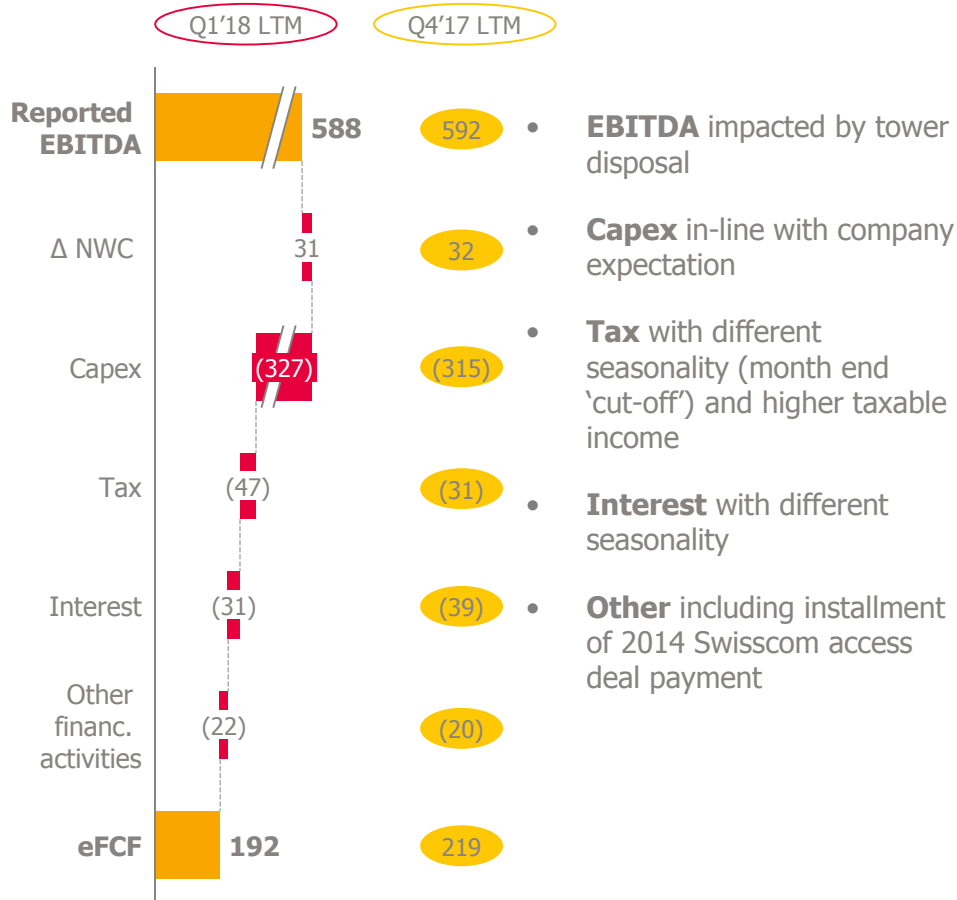 Q1’18 LTM
Q4’17 LTM
Reported
EBITDA
588
592
• EBITDA impacted by tower
disposal
Δ NWC
31
32
• Capex in-line with company
expectation
Capex
(327)
(315)
• Tax with different
seasonality (month end
‘cut-off’) and higher taxable
income
Tax
(47)
(31)
• Interest with different
seasonality
Interest
(31)
(39)
• Other including installment
of 2014 Swisscom access
deal payment
Other
financ.
activities
(22)
(20)
eFCF
192
219